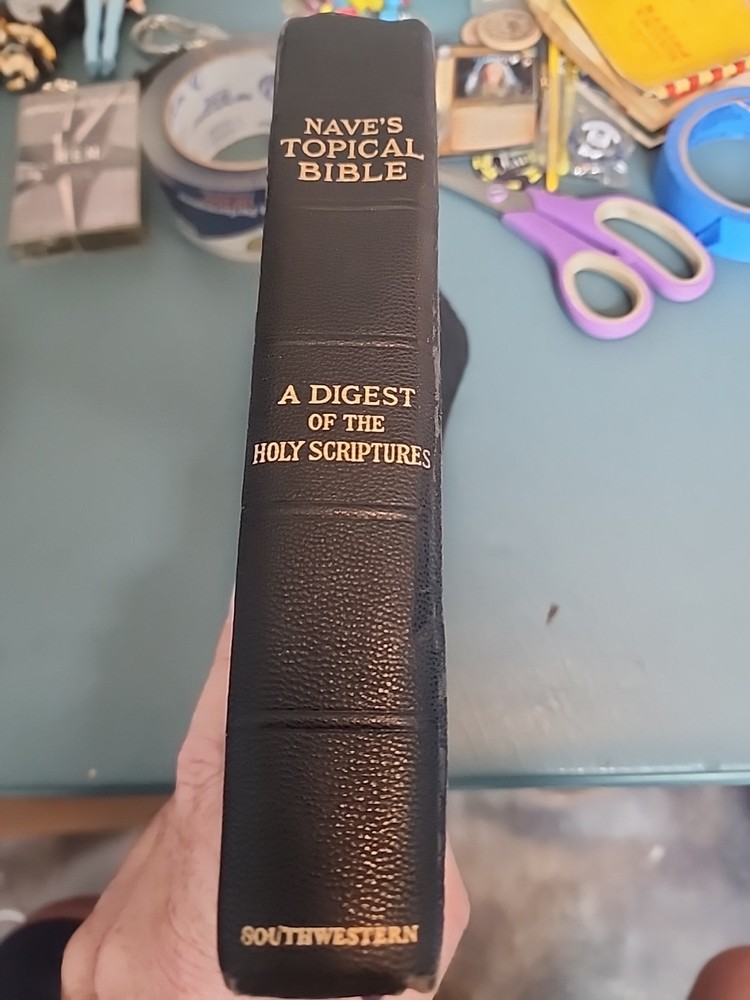 NAVE'S
TOPICAL
BIBLE
A DIGEST
OF THE
HOLY SCRIPTURES
SOUTHWESTERN